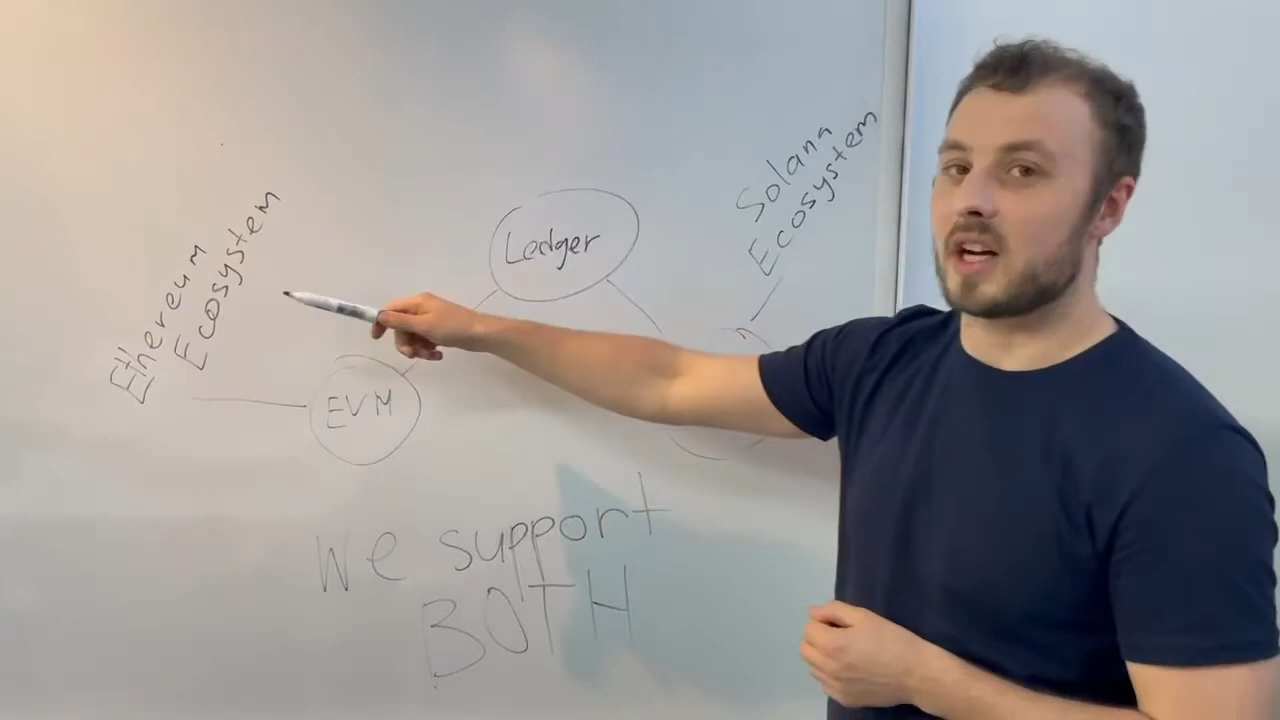 Ethereum
Ecosystem
Ledger
Solana
Ecosystem
EVM
We support
BOTH